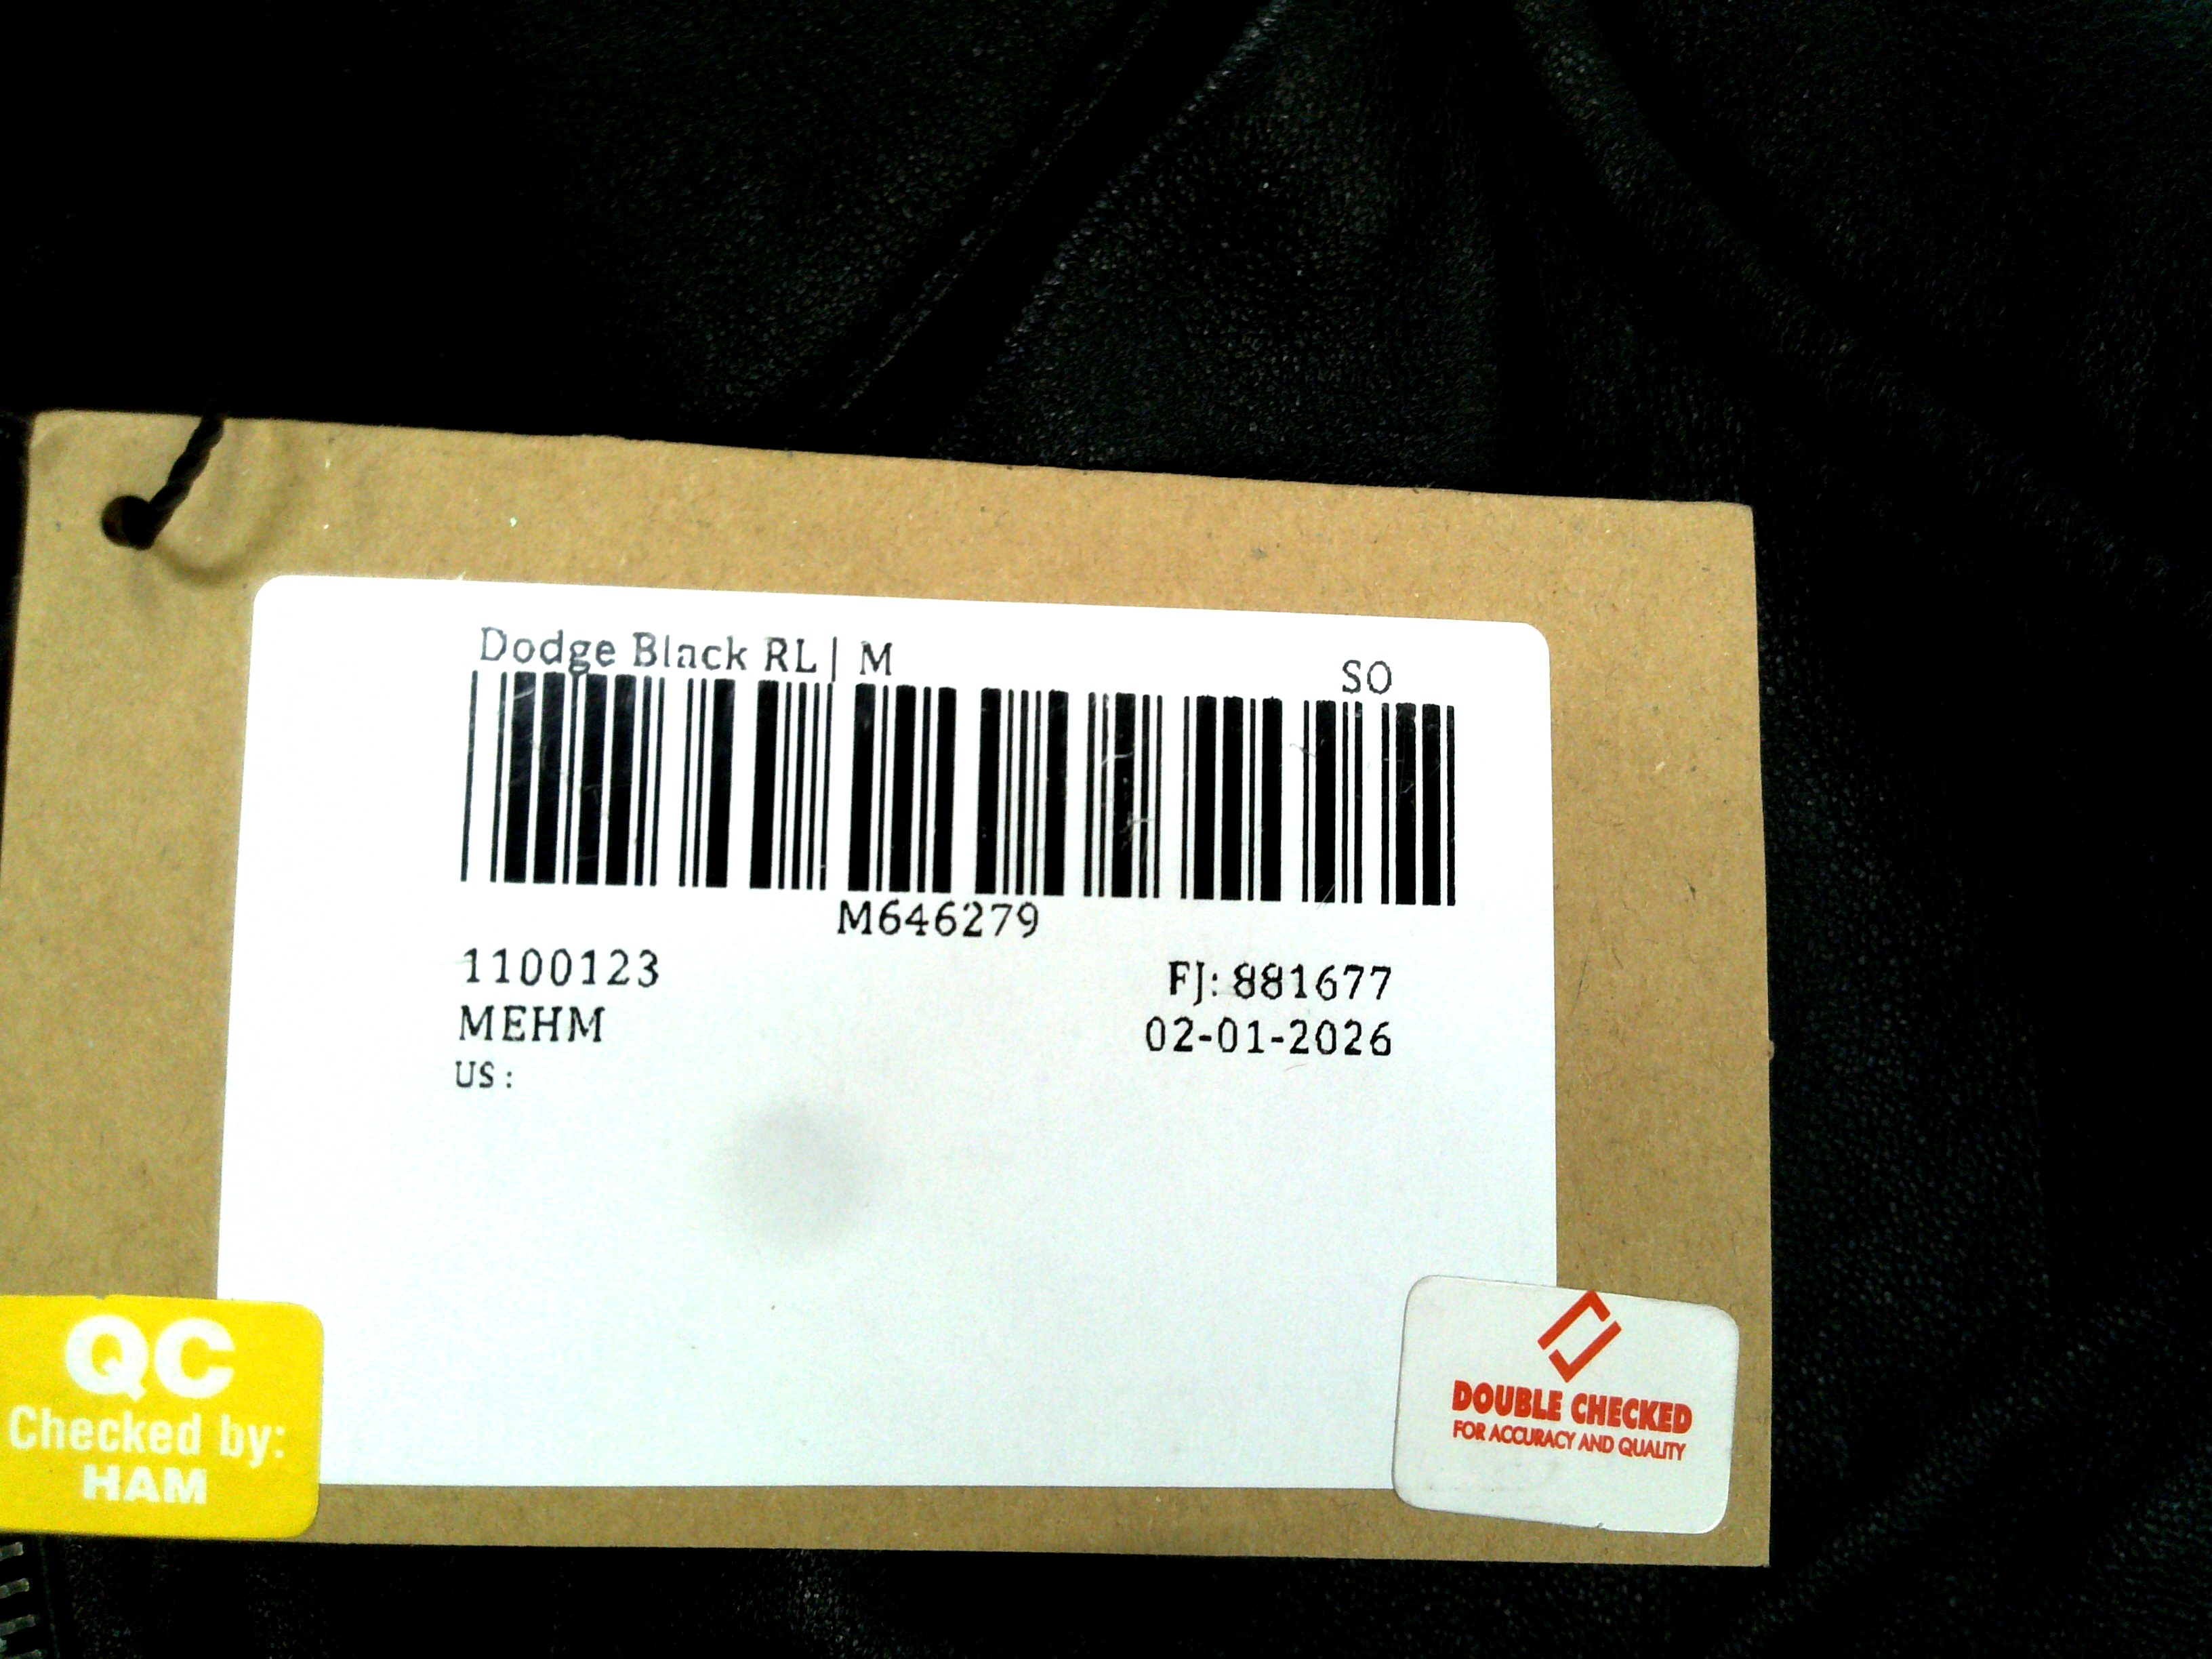 Dodge Black RL | M
SO
M646279
1100123
FJ: 881677
MEHM
02-01-2026
US :
QC
Checked by:
HAM
DOUBLE CHECKED
FOR ACCURACY AND QUALITY